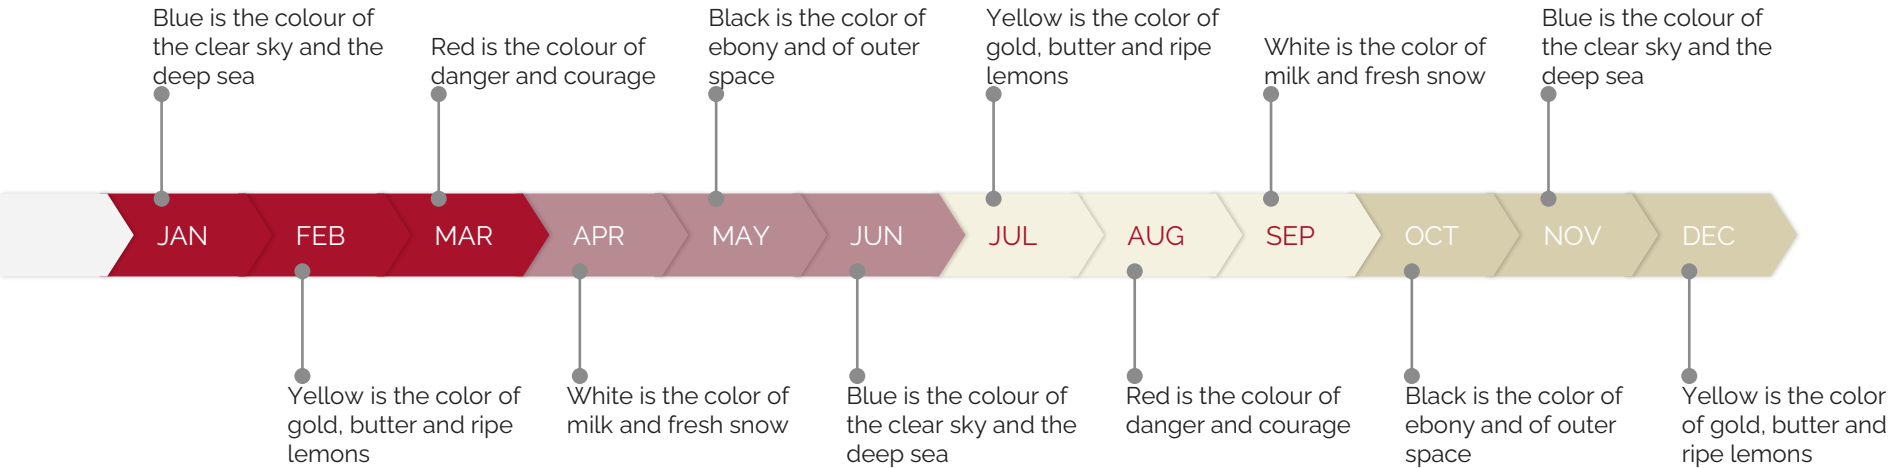 Blue is the colour of
the clear sky and the
deep sea
Red is the colour of
danger and courage
Black is the color of
ebony and of outer
space
Yellow is the color of
gold, butter and ripe
lemons
White is the color of
milk and fresh snow
Blue is the colour of
the clear sky and the
deep sea
JAN
FEB
MAR
APR
MAY
JUN
JUL
AUG
SEP
OCT
NOV
DEC
Yellow is the color of
gold, butter and ripe
lemons
White is the color of
milk and fresh snow
Blue is the colour of
the clear sky and the
deep sea
Red is the colour of
danger and courage
Black is the color of
ebony and of outer
space
Yellow is the color
of gold, butter and
ripe lemons